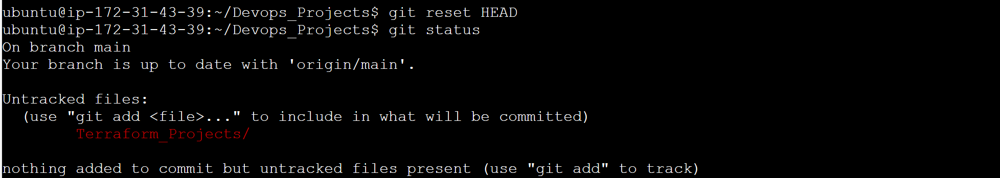 ubuntu@ip-172-31-43-39:~/Devops_Projects$ git reset HEAD
ubuntu@ip-172-31-43-39:~/Devops_Projects$ git status
On branch main
Your branch is up to date with 'origin/main'.
Untracked files:
(use "git add <file>..." to include in what will be committed)
Terraform_Projects/
nothing added to commit but untracked files present (use "git add" to track)